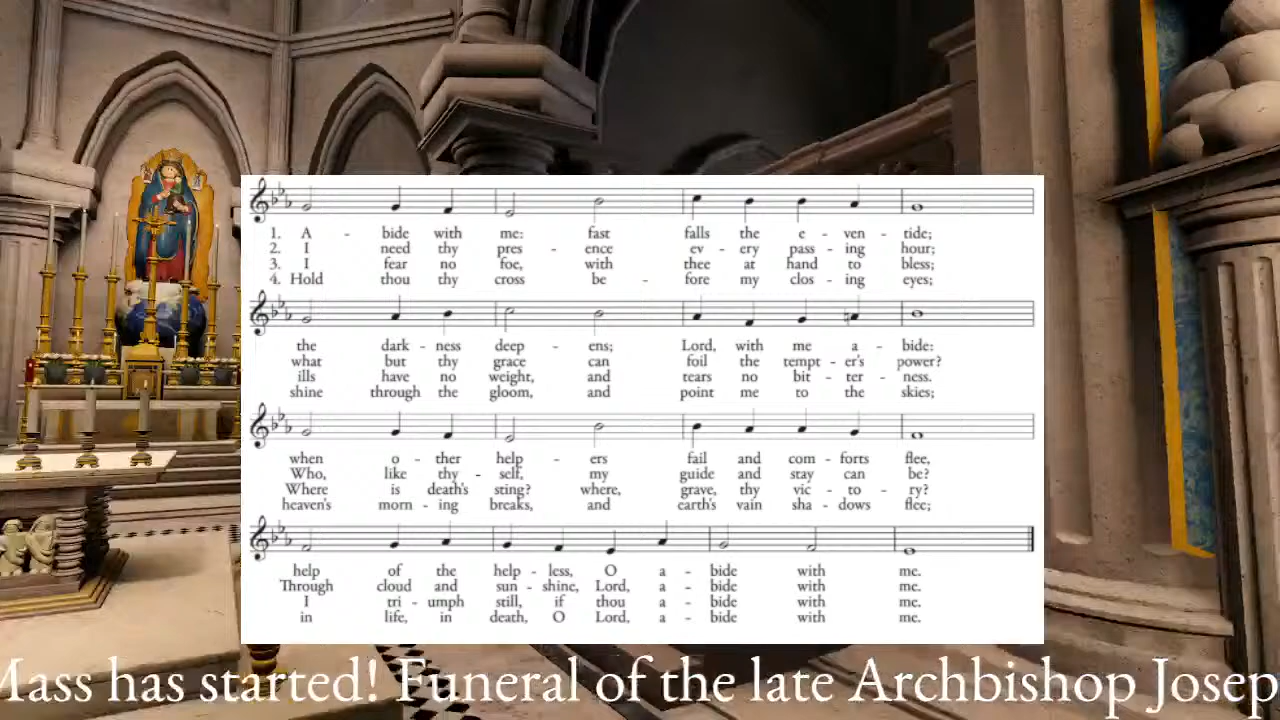 1. A - bide with me: fast falls the e - ven - tide;
2. I need thy pres - ence ev - ery pass - ing hour;
3. I fear no foe, with thee at hand to bless;
4. Hold thou thy cross be - fore my clos - ing eyes;
the dark - ness deep - ens; Lord, with me a - bide:
what but thy grace can foil the tempt - er's power?
ills have no weight, and tears no bit - ter - ness.
shine through the gloom, and point me to the skies;
when o - ther help - ers fail and com - forts flee,
Who, like thy - self, my guide and stay can be?
Where is death's sting? where, grave, thy vic - to - ry?
heaven's morn - ing breaks, and earth's vain sha - dows flee;
help of the help - less, O a - bide with me.
Through cloud and sun - shine, Lord, a - bide with me.
I tri - umph still, if thou a - bide with me.
in life, in death, O Lord, a - bide with me.
Mass has started! Funeral of the late Archbishop Josep